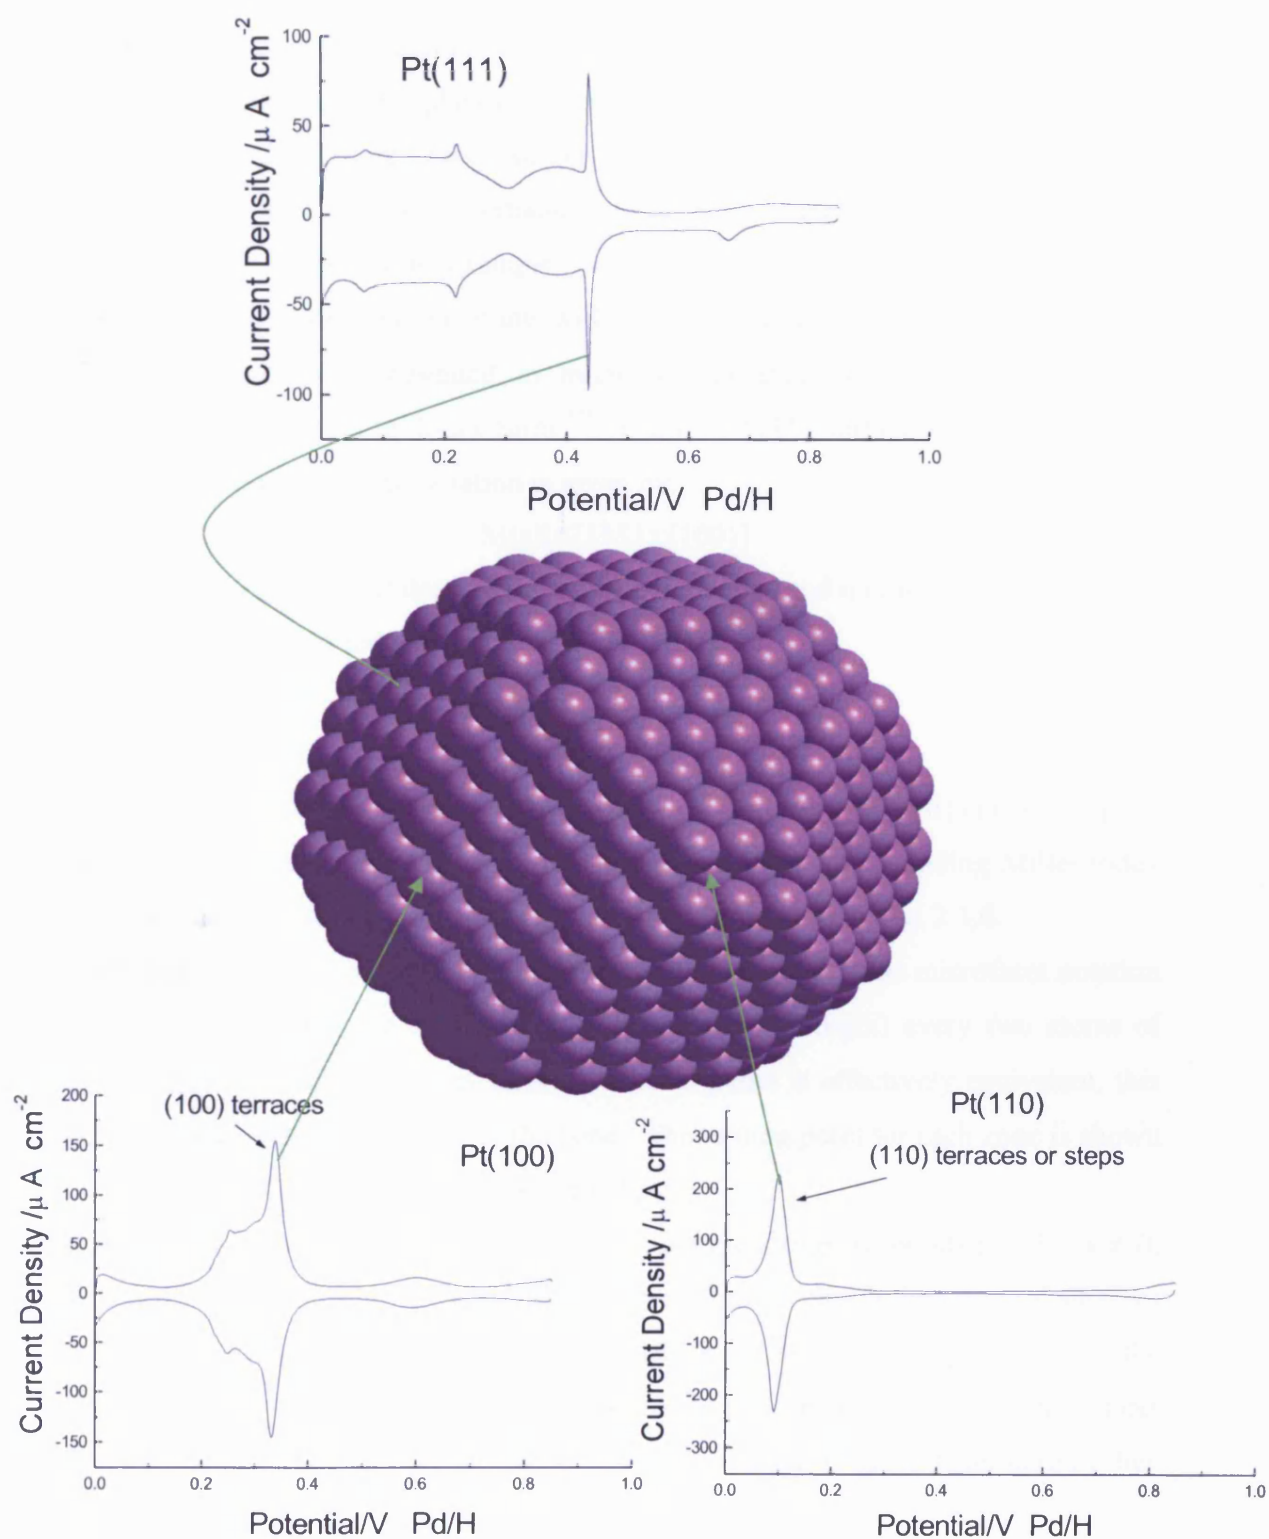 Pt(111)
Current Density /μ A cm-2
100
50
0
-50
-100
0.0 0.2 0.4 0.6 0.8 1.0
Potential/V Pd/H
Pt(100)
(100) terraces
Current Density /μ A cm-2
200
150
100
50
0
-50
-100
-150
0.0 0.2 0.4 0.6 0.8 1.0
Potential/V Pd/H
Pt(110)
(110) terraces or steps
Current Density /μ A cm-2
300
200
100
0
-100
-200
-300
0.0 0.2 0.4 0.6 0.8 1.0
Potential/V Pd/H